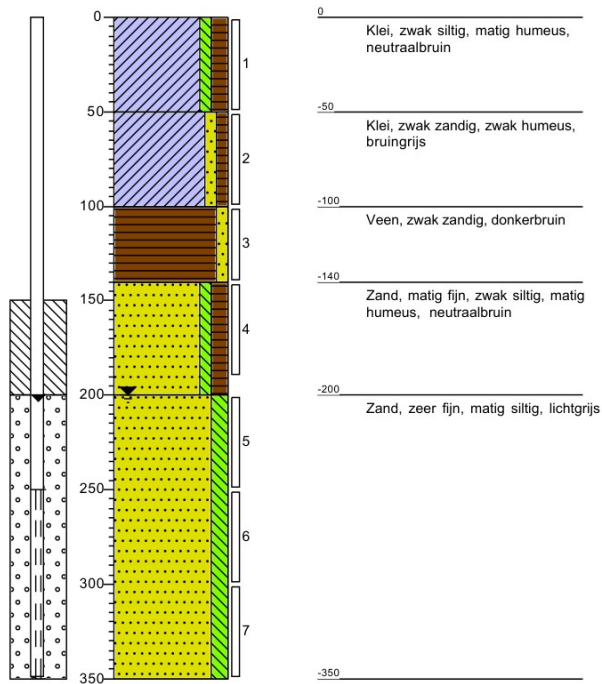 0
50
100
150
200
250
300
350
1
2
3
4
5
6
7
0
Klei, zwak siltig, matig humeus,
neutraalbruin
-50
Klei, zwak zandig, zwak humeus,
bruingrijs
-100
Veen, zwak zandig, donkerbruin
-140
Zand, matig fijn, zwak siltig, matig
humeus, neutraalbruin
-200
Zand, zeer fijn, matig siltig, lichtgrijs
-350